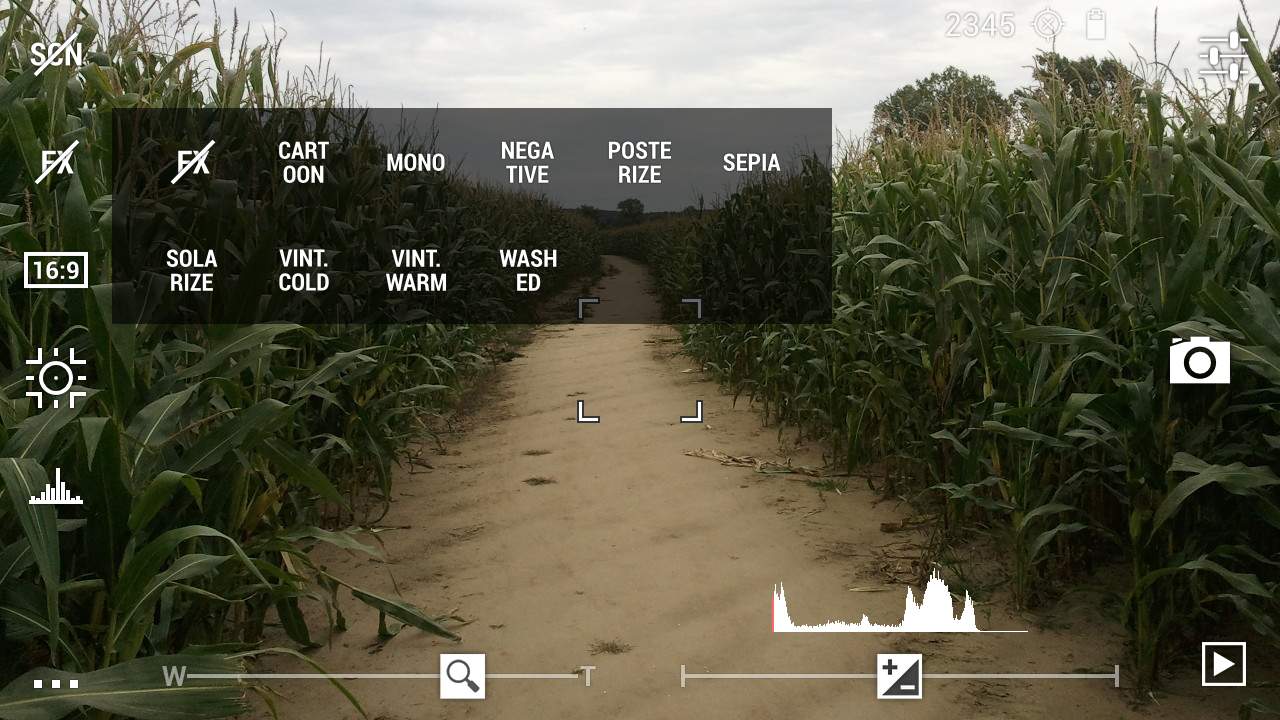 2345
SCN
FX
FX
CART
OON
MONO
NEGA
TIVE
POSTE
RIZE
SEPIA
16:9
SOLA
RIZE
VINT.
COLD
VINT.
WARM
WASH
ED
W
T